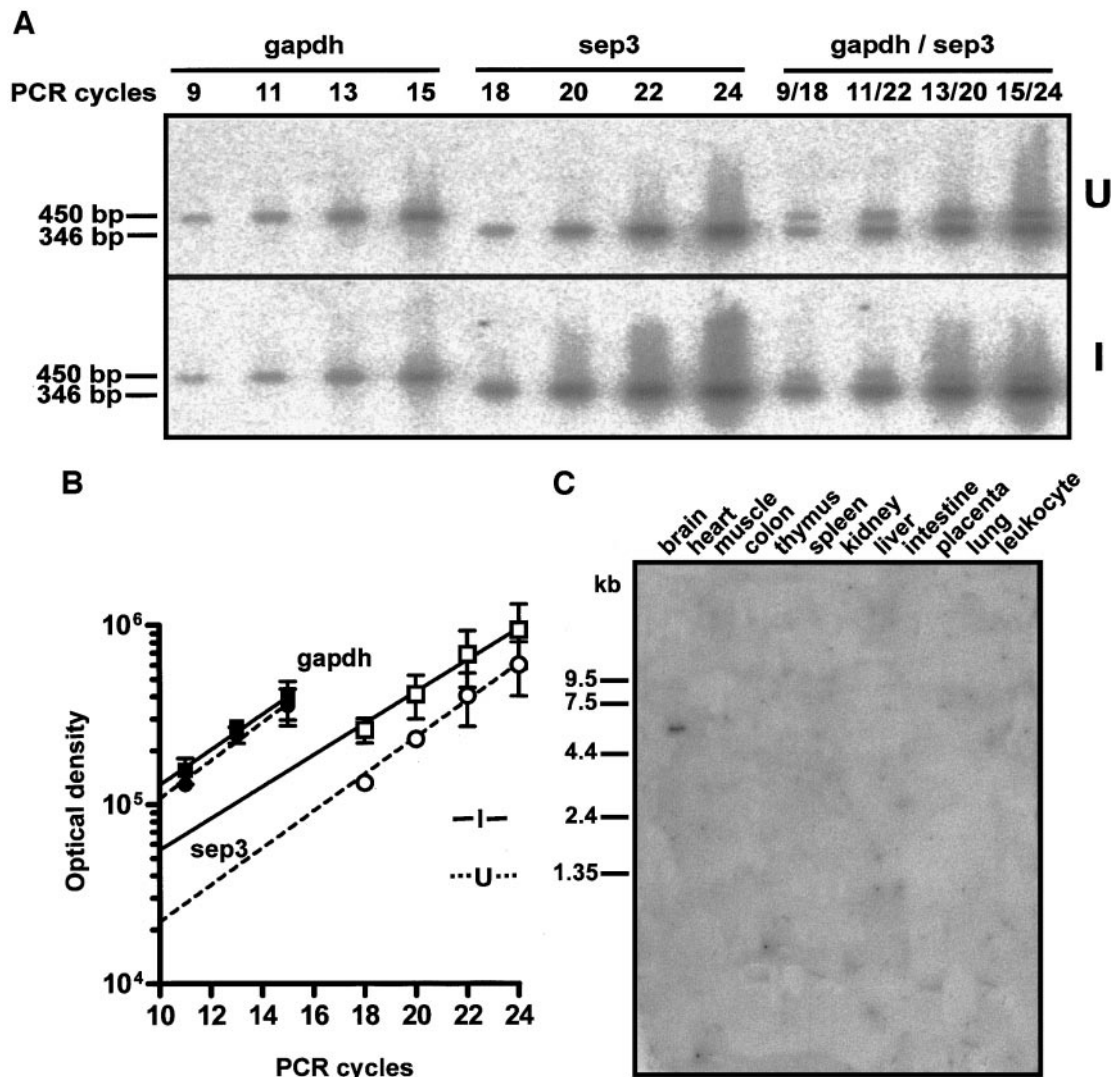 A
gapdh sep3 gapdh / sep3
PCR cycles 9 11 13 15 18 20 22 24 9/18 11/22 13/20 15/24
450 bp
346 bp
U
450 bp
346 bp
I
B
10^6
10^5
10^4
Optical density
gapdh
sep3
I
U
10 12 14 16 18 20 22 24
PCR cycles
C
brain heart muscle colon thymus spleen kidney liver intestine placenta lung leukocyte
kb
9.5
7.5
4.4
2.4
1.35